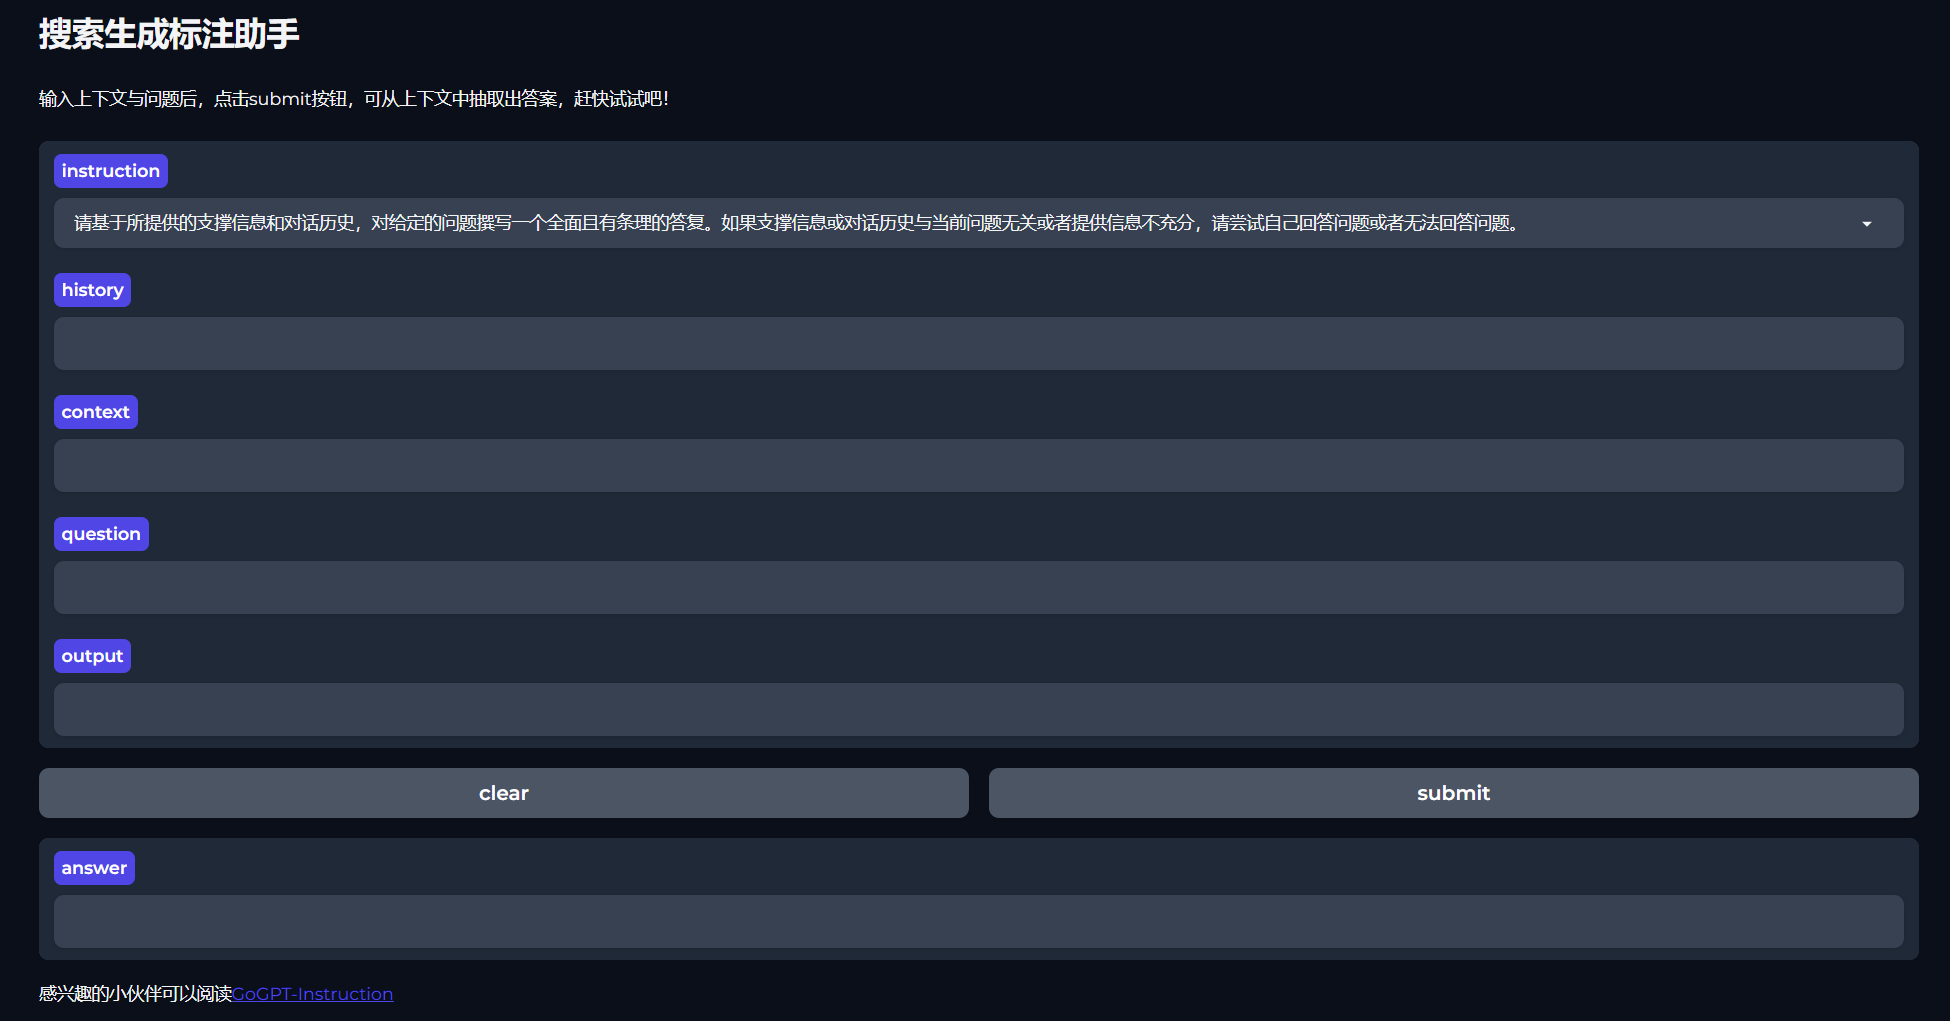 搜索生成标注助手
输入上下文与问题后，点击submit按钮，可从上下文中抽取出答案，赶快试试吧！
instruction
请基于所提供的支撑信息和对话历史，对给定的问题撰写一个全面且有条理的答复。如果支撑信息或对话历史与当前问题无关或者提供信息不充分，请尝试自己回答问题或者无法回答问题。
history
context
question
output
clear
submit
answer
感兴趣的小伙伴可以阅读GoGPT-Instruction